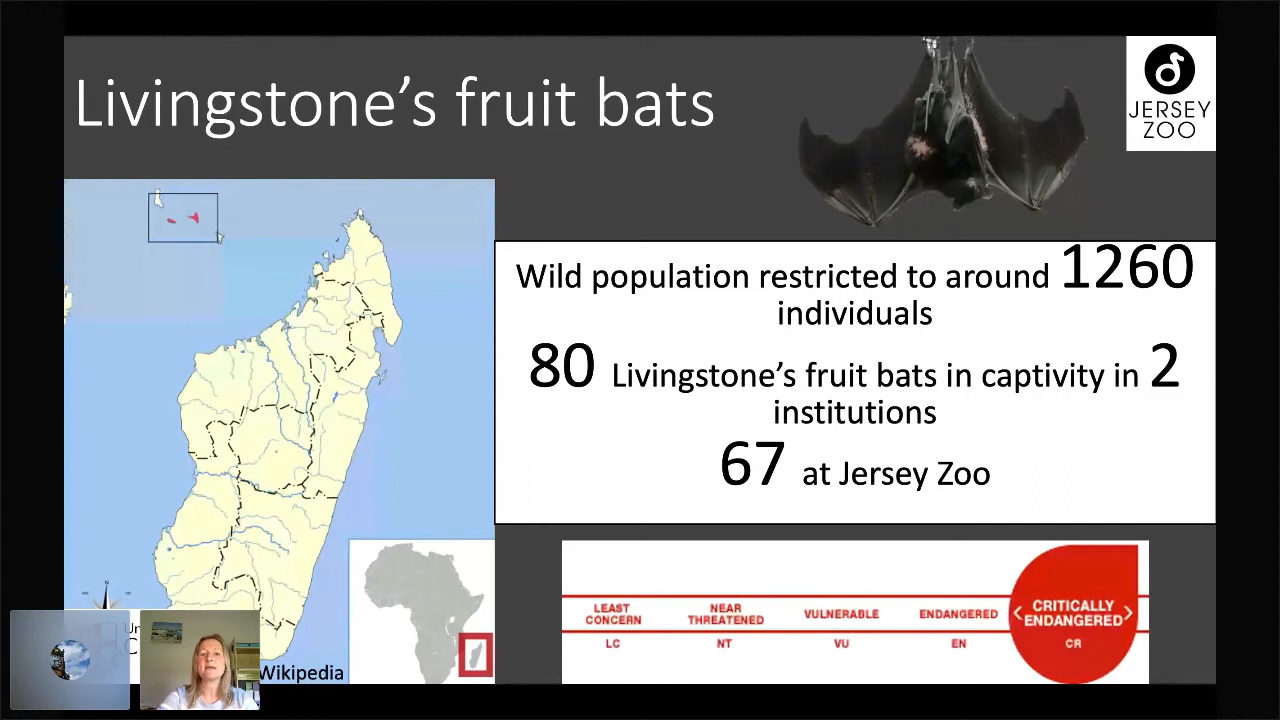 Livingstone's fruit bats
JERSEY
ZOO
Wild population restricted to around 1260
individuals
80 Livingstone's fruit bats in captivity in 2
institutions
67 at Jersey Zoo
LEAST
CONCERN
LC
NEAR
THREATENED
NT
VULNERABLE
VU
ENDANGERED
EN
CRITICALLY
ENDANGERED
CR
N
Wikipedia